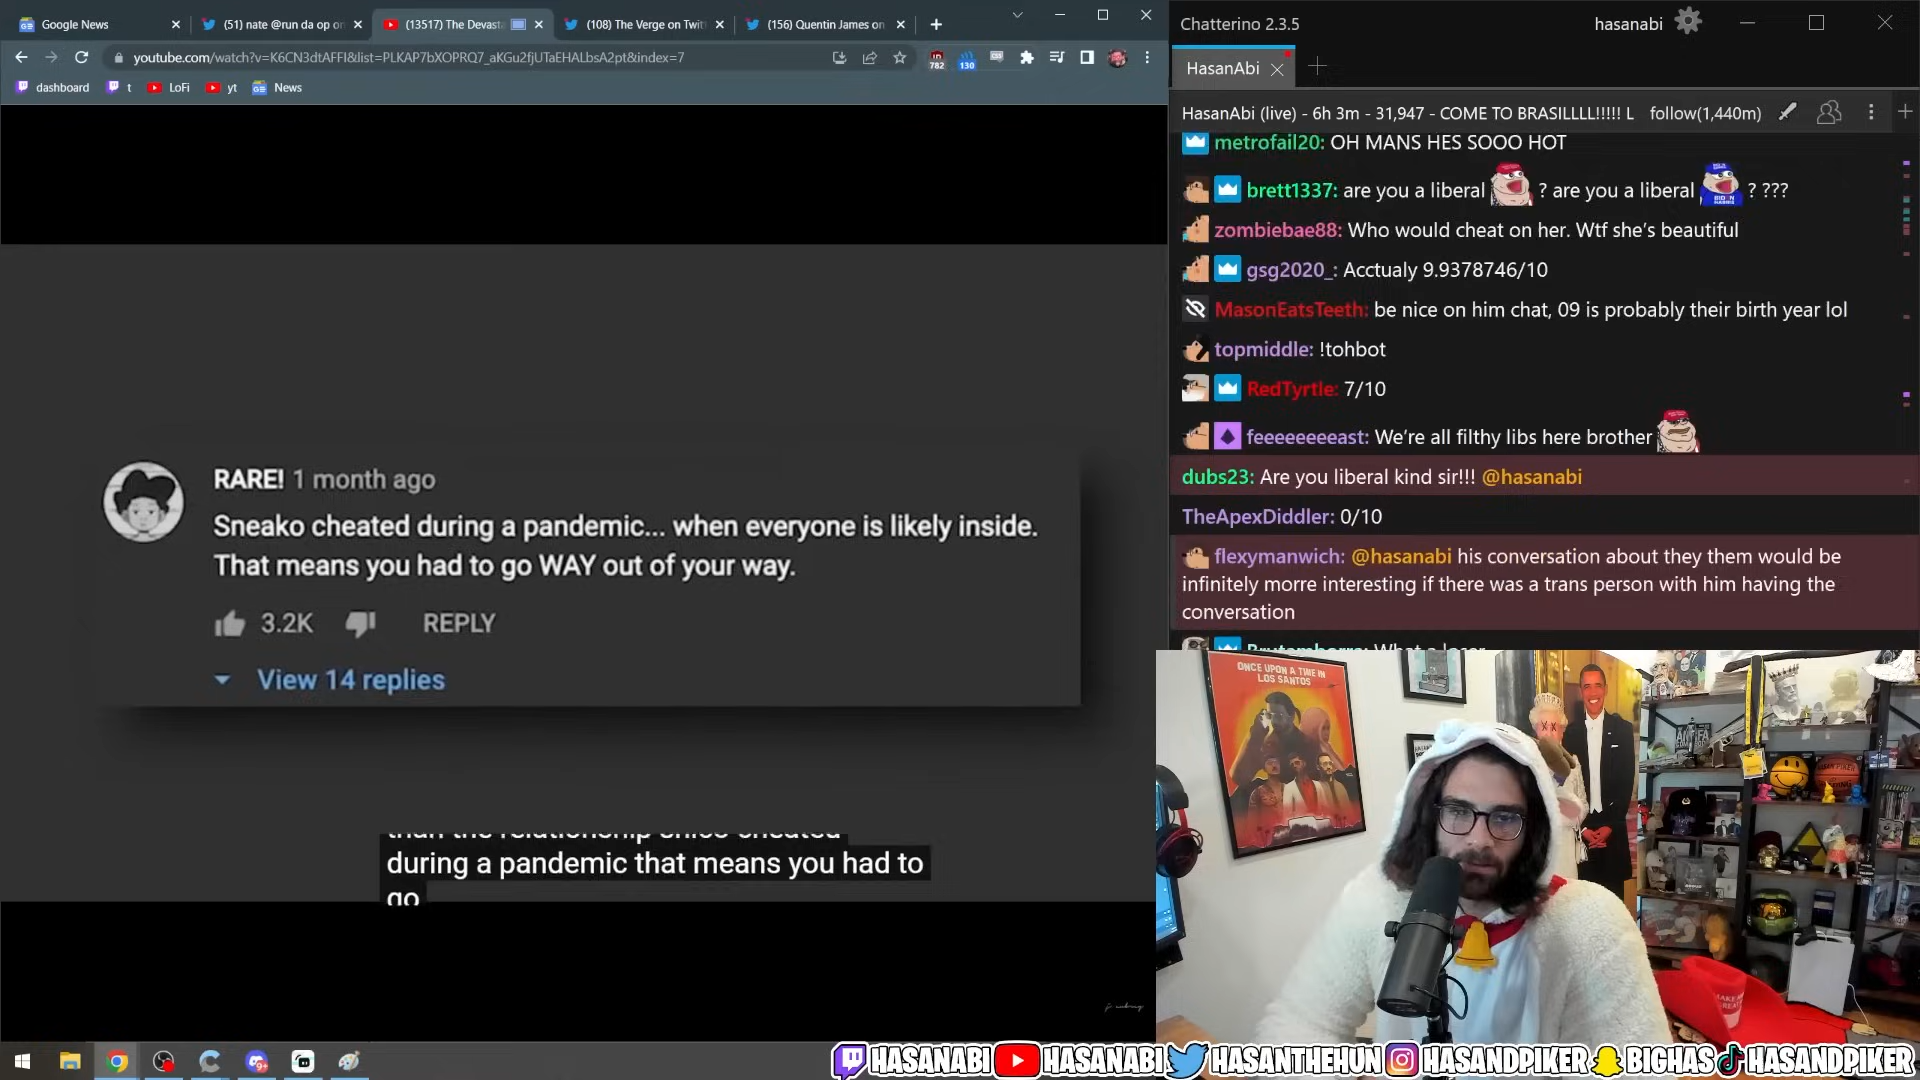 Google News
(51) nate @run da op on
(13517) The Devasta
(108) The Verge on Twit
(156) Quentin James on
youtube.com/watch?v=K6CN3dtAFFI&list=PLKAP7bXOPRQ7_aKGu2fjUTaEHALbsA2pt&index=7
782
130
dashboard
t
LoFi
yt
News
RARE! 1 month ago
Sneako cheated during a pandemic... when everyone is likely inside.
That means you had to go WAY out of your way.
3.2K
REPLY
View 14 replies
during a pandemic that means you had to
go
Chatterino 2.3.5
hasanabi
HasanAbi
HasanAbi (live) - 6h 3m - 31,947 - COME TO BRASILLLL!!!!! L
follow(1,440m)
metrofail20: OH MANS HES SOOO HOT
brett1337: are you a liberal ? are you a liberal ? ???
zombiebae88: Who would cheat on her. Wtf she's beautiful
gsg2020_: Acctualy 9.9378746/10
MasonEatsTeeth: be nice on him chat, 09 is probably their birth year lol
topmiddle: !tohbot
RedTyrtle: 7/10
feeeeeeeeast: We're all filthy libs here brother
dubs23: Are you liberal kind sir!!! @hasanabi
TheApexDiddler: 0/10
flexymanwich: @hasanabi his conversation about they them would be
infinitely morre interesting if there was a trans person with him having the
conversation
ONCE UPON A TIME IN
LOS SANTOS
HASANABI
HASANABI
HASANTHEHUN
HASANDPIKER
BIGHAS
HASANDPIKER